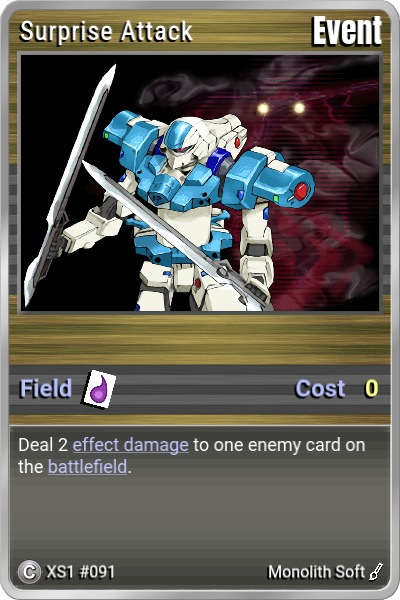 Surprise Attack Event
Field Cost 0
Deal 2 effect damage to one enemy card on
the battlefield.
C XS1 #091 Monolith Soft